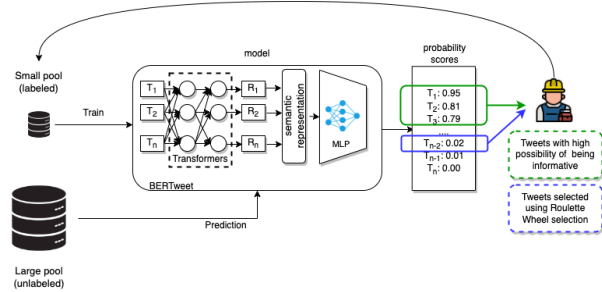 model
probability
scores
Small pool
(labeled)
Train
T1
T2
Tn
Transformers
R1
R2
Rn
semantic
representation
MLP
BERTweet
T1: 0.95
T2: 0.81
T3: 0.79
....
Tn-2: 0.02
Tn-1: 0.01
Tn: 0.00
Tweets with high
possibility of being
informative
Tweets selected
using Roulette
Wheel selection
Prediction
Large pool
(unlabeled)